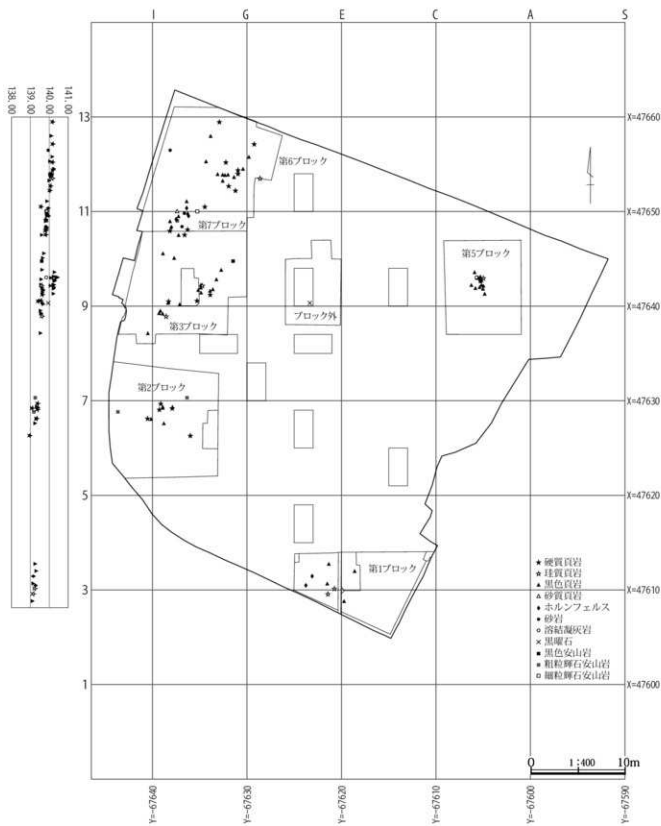 I G E C A S
138.00
139.00
140.00
141.00
13
11
9
7
5
3
1
X=47660
X=47650
X=47640
X=47630
X=47620
X=47610
X=47600
第6ブロック
第7ブロック
第5ブロック
第3ブロック
ブロック外
第2ブロック
第1ブロック
★硬質頁岩
☆珪質頁岩
▲黒色頁岩
△砂質頁岩
♦ホルンフェルス
●砂岩
○溶結凝灰岩
×黒曜石
■黒色安山岩
粗粒輝石安山岩
□細粒輝石安山岩
0 1:400 10m
Y=-67640
Y=-67630
Y=-67620
Y=-67610
Y=-67600
Y=-67590